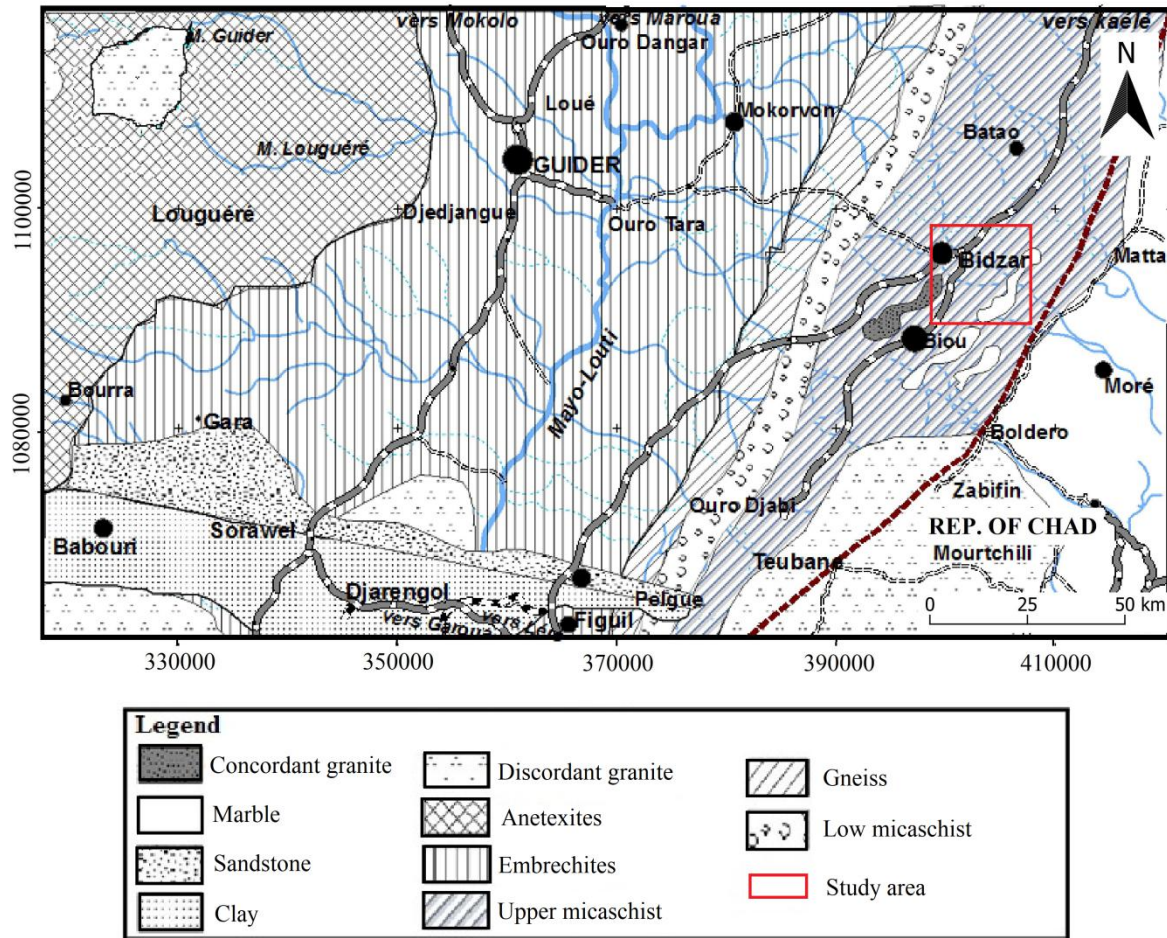 vers Mokolo
vers Maroua
vers kaélé
M. Guider
Ouro Dangar
N
Loué
Mokorvon
Batao
M. Louguéré
GUIDER
1100000
Louguéré
Djedjangue
Ouro Tara
Bidzar
Matta
Biou
Moré
Bourra
Gara
Mayo-Louti
1080000
Boldero
Ouro Djabi
Zabifin
Babouri
Sorawel
REP. OF CHAD
Teubana
Mourtchili
Djarengol
Pelgue
0 25 50 km
vers Garoua
Figuil
330000 350000 370000 390000 410000
Legend
Concordant granite
Marble
Sandstone
Clay
Discordant granite
Anetexites
Embrechites
Upper micaschist
Gneiss
Low micaschist
Study area